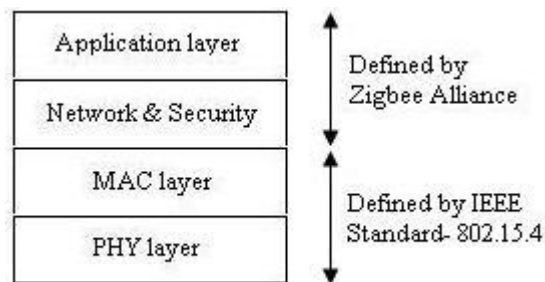 Application layer
Network & Security
MAC layer
PHY layer
Defined by
Zigbee Alliance
Defined by IEEE
Standard- 802.15.4